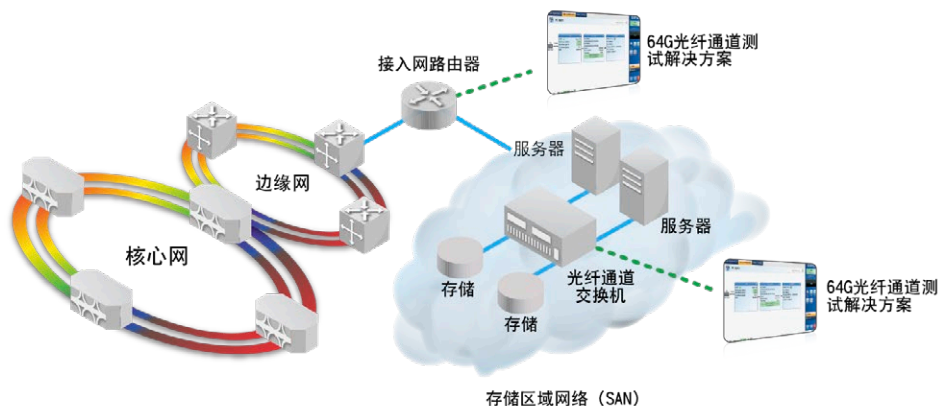 64G光纤通道测
试解决方案
接入网路由器
服务器
边缘网
服务器
核心网
存储
光纤通道
交换机
存储
64G光纤通道测
试解决方案
存储区域网络（SAN）